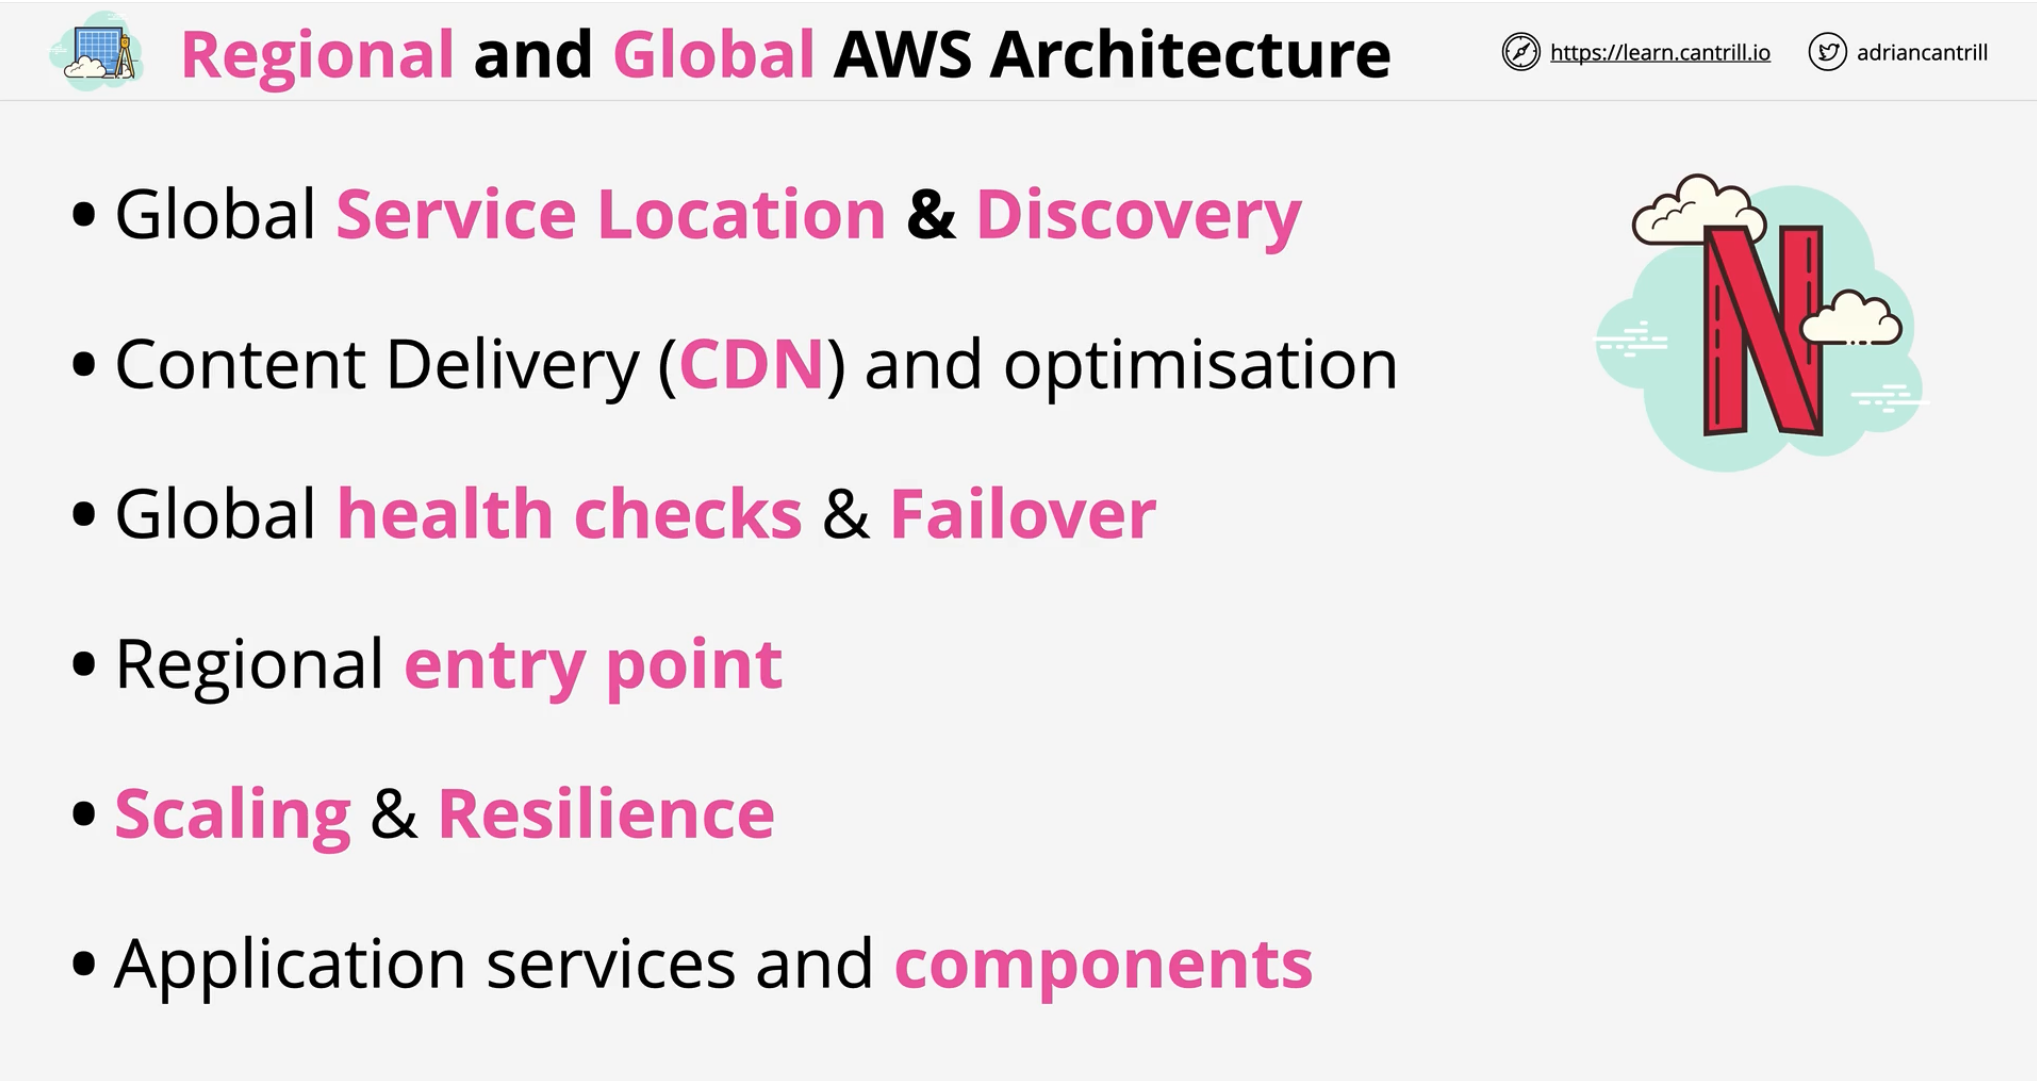 Regional and Global AWS Architecture
https://learn.cantrill.io
adriancantrill
• Global Service Location & Discovery
• Content Delivery (CDN) and optimisation
• Global health checks & Failover
• Regional entry point
• Scaling & Resilience
• Application services and components
N